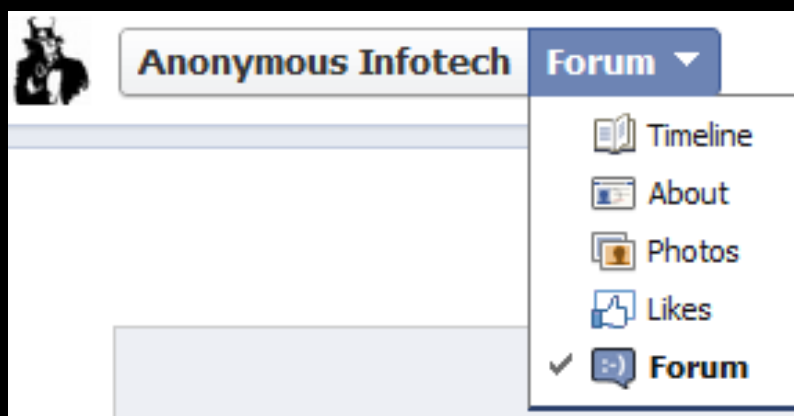 Anonymous Infotech Forum
Timeline
About
Photos
Likes
Forum